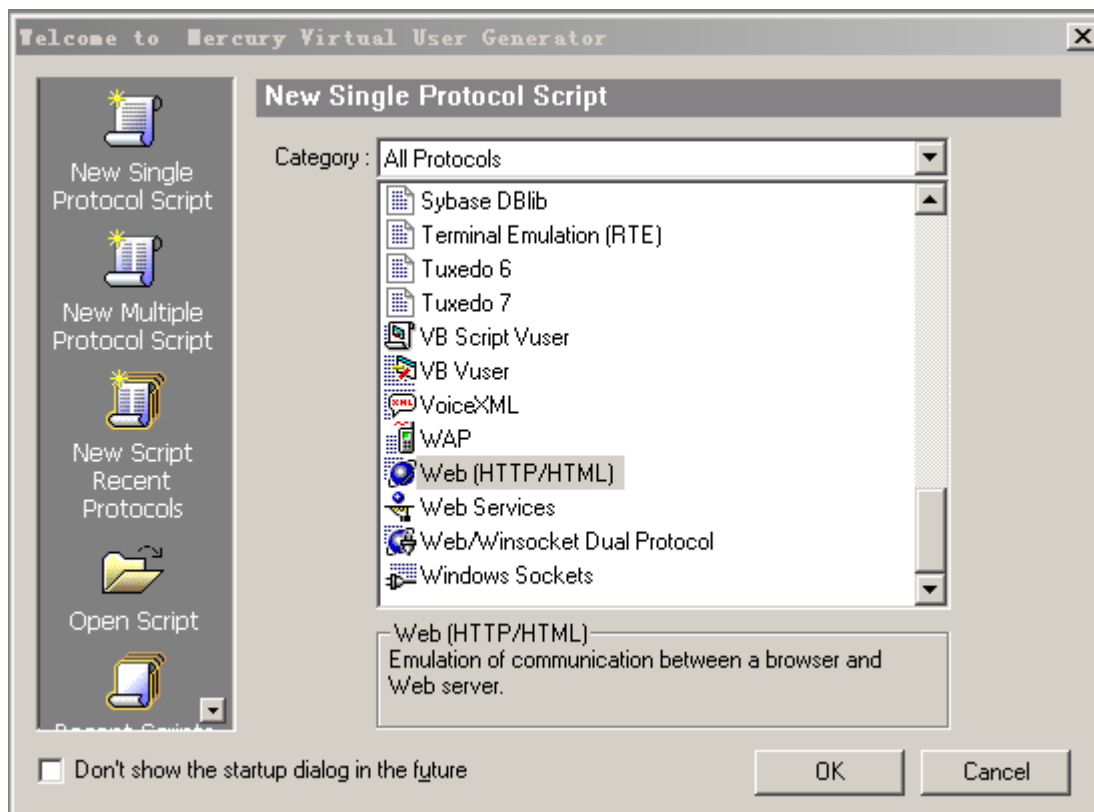 Welcome to Mercury Virtual User Generator
New Single
Protocol Script
New Multiple
Protocol Script
New Script
Recent
Protocols
Open Script
Recent Scripts
New Single Protocol Script
Category :
All Protocols
Sybase DBlib
Terminal Emulation (RTE)
Tuxedo 6
Tuxedo 7
VB Script Vuser
VB Vuser
VoiceXML
WAP
Web (HTTP/HTML)
Web Services
Web/Winsocket Dual Protocol
Windows Sockets
Web (HTTP/HTML)
Emulation of communication between a browser and
Web server.
Don't show the startup dialog in the future
OK
Cancel